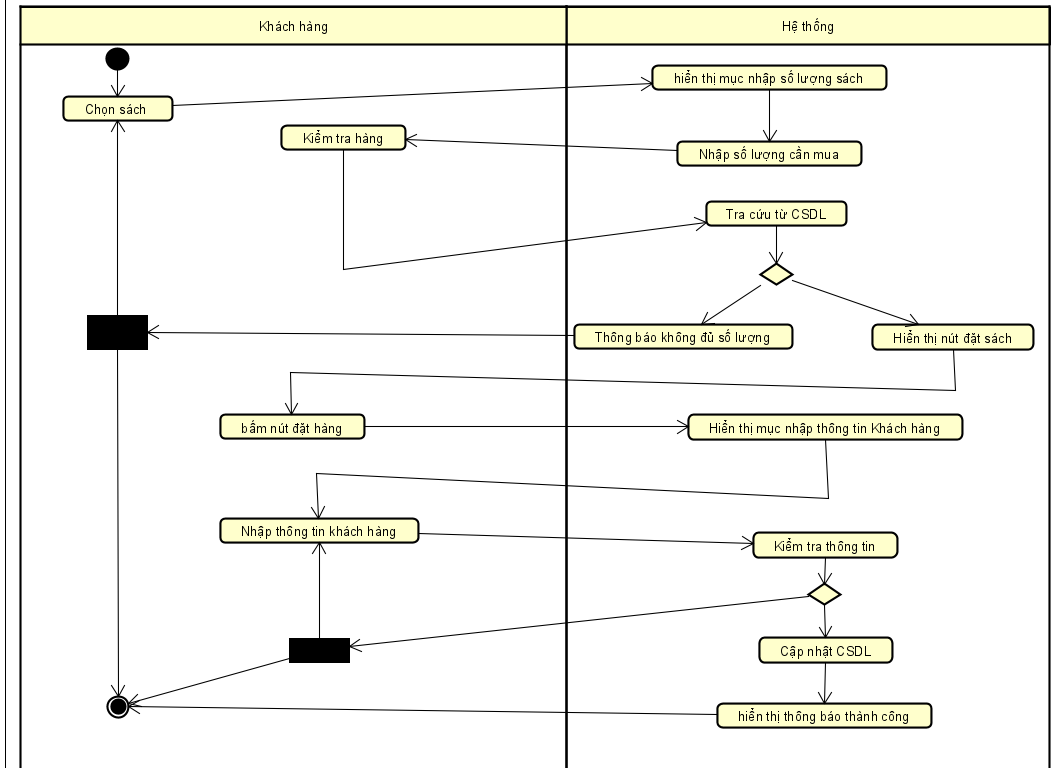 Khách hàng
Hệ thống
hiển thị mục nhập số lượng sách
Chọn sách
Kiểm tra hàng
Nhập số lượng cần mua
Tra cứu từ CSDL
Thông báo không đủ số lượng
Hiển thị nút đặt sách
bấm nút đặt hàng
Hiển thị mục nhập thông tin Khách hàng
Nhập thông tin khách hàng
Kiểm tra thông tin
Cập nhật CSDL
hiển thị thông báo thành công